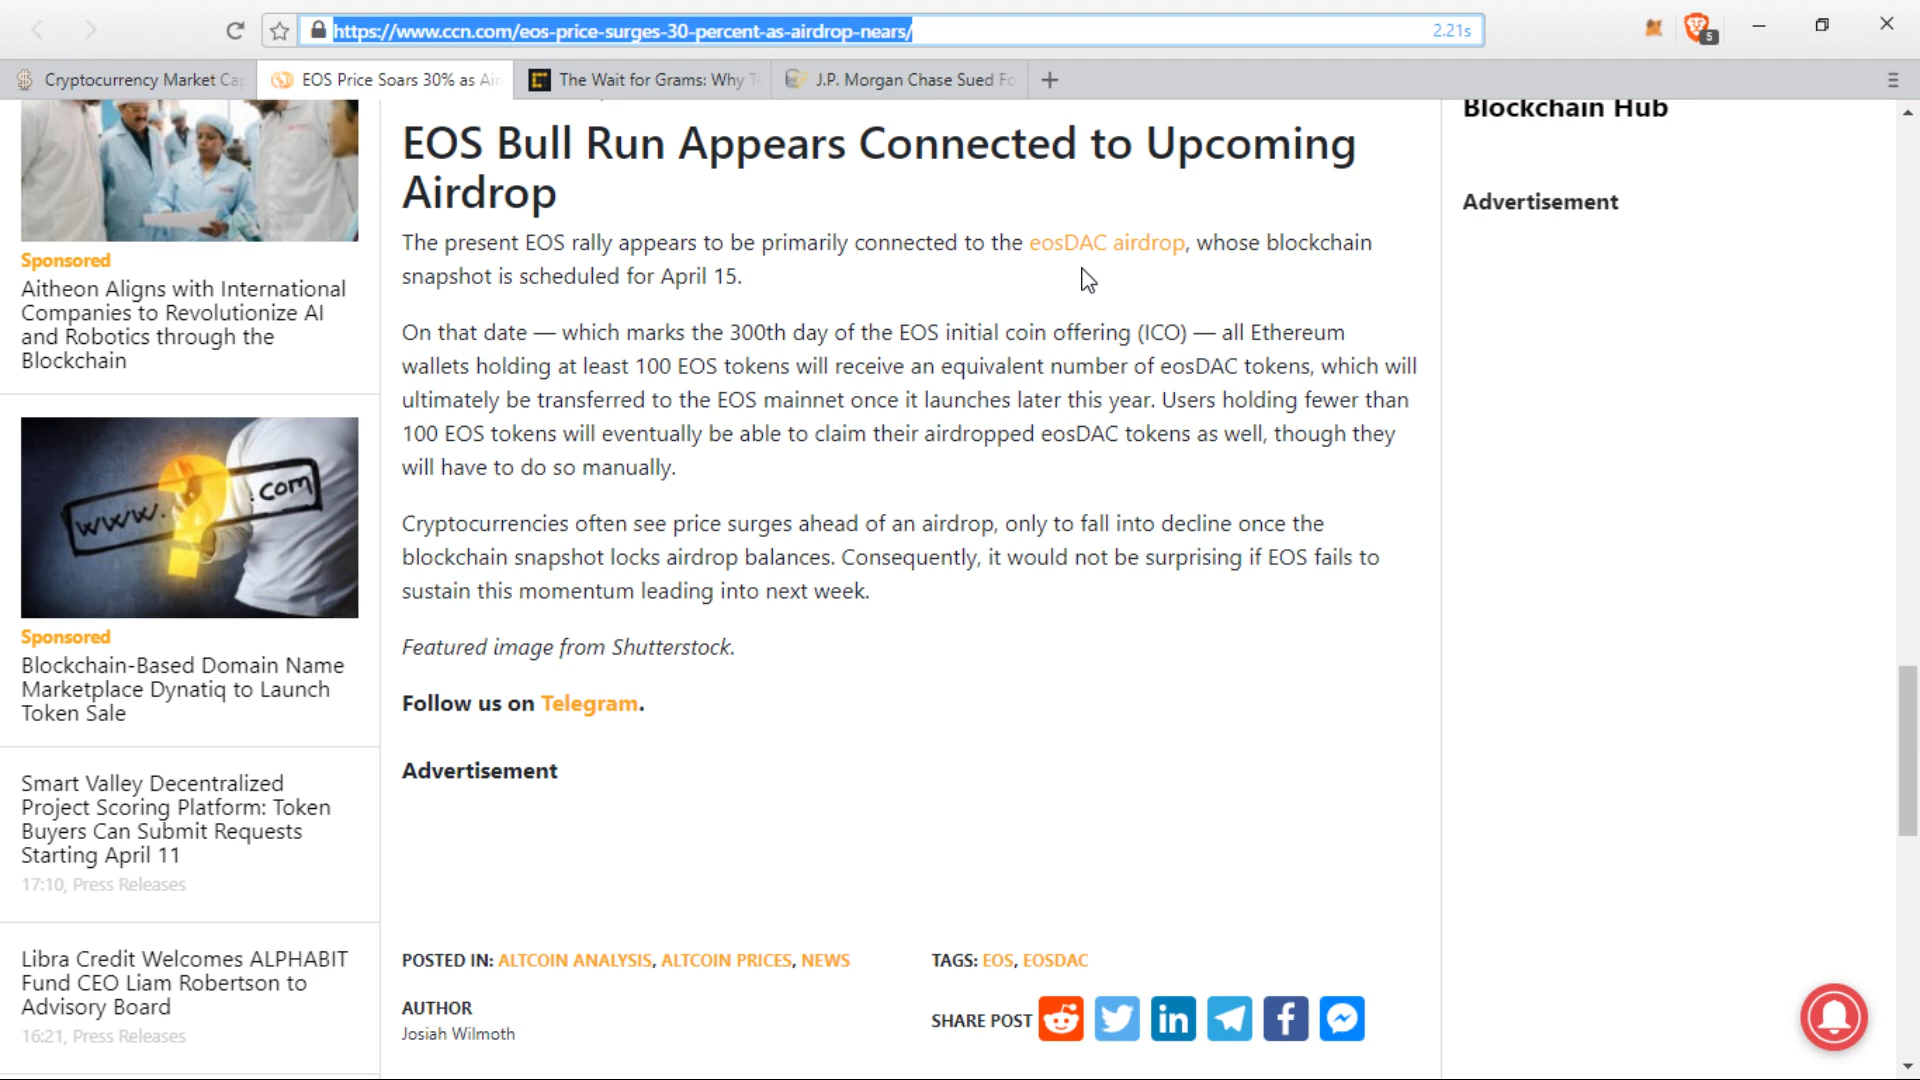 https://www.ccn.com/eos-price-surges-30-percent-as-airdrop-nears/
2.21s
5
Cryptocurrency Market Cap
EOS Price Soars 30% as Air
The Wait for Grams: Why T
J.P. Morgan Chase Sued Fo
Sponsored
Aitheon Aligns with International
Companies to Revolutionize AI
and Robotics through the
Blockchain
www.
?
.com
Sponsored
Blockchain-Based Domain Name
Marketplace Dynatiq to Launch
Token Sale
Smart Valley Decentralized
Project Scoring Platform: Token
Buyers Can Submit Requests
Starting April 11
17:10, Press Releases
Libra Credit Welcomes ALPHABIT
Fund CEO Liam Robertson to
Advisory Board
16:21, Press Releases
EOS Bull Run Appears Connected to Upcoming
Airdrop
The present EOS rally appears to be primarily connected to the eosDAC airdrop, whose blockchain
snapshot is scheduled for April 15.
On that date — which marks the 300th day of the EOS initial coin offering (ICO) — all Ethereum
wallets holding at least 100 EOS tokens will receive an equivalent number of eosDAC tokens, which will
ultimately be transferred to the EOS mainnet once it launches later this year. Users holding fewer than
100 EOS tokens will eventually be able to claim their airdropped eosDAC tokens as well, though they
will have to do so manually.
Cryptocurrencies often see price surges ahead of an airdrop, only to fall into decline once the
blockchain snapshot locks airdrop balances. Consequently, it would not be surprising if EOS fails to
sustain this momentum leading into next week.
Featured image from Shutterstock.
Follow us on Telegram.
Advertisement
POSTED IN: ALTCOIN ANALYSIS, ALTCOIN PRICES, NEWS
AUTHOR
Josiah Wilmoth
TAGS: EOS, EOSDAC
SHARE POST
Blockchain Hub
Advertisement